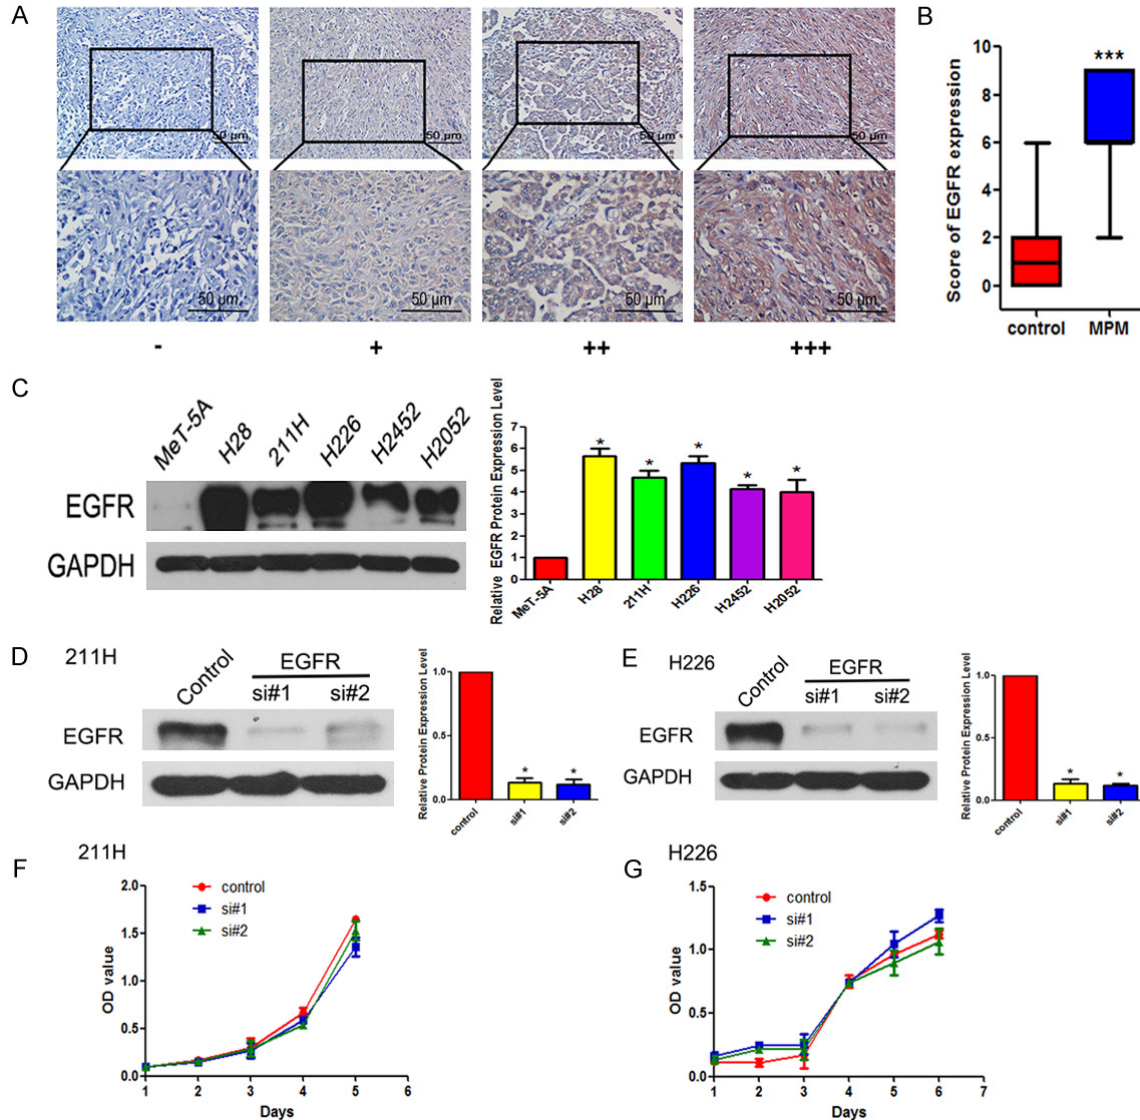 A
50 µm
50 µm
50 µm
50 µm
50 µm
50 µm
50 µm
50 µm
-
+
++
+++
B
Score of EGFR expression
10
8
6
4
2
0
***
control
MPM
C
MeT-5A
H28
211H
H226
H2452
H2052
EGFR
GAPDH
Relative EGFR Protein Expression Level
7
6
5
4
3
2
1
0
*
*
*
*
*
MeT-5A
H28
211H
H226
H2452
H2052
D
211H
Control
EGFR
si#1
si#2
EGFR
GAPDH
Relative Protein Expression Level
1.0
0.5
0.0
*
*
control
si#1
si#2
E
H226
Control
EGFR
si#1
si#2
EGFR
GAPDH
Relative Protein Expression Level
1.0
0.5
0.0
*
*
control
si#1
si#2
F
211H
control
si#1
si#2
OD value
2.0
1.5
1.0
0.5
0.0
1 2 3 4 5 6
Days
G
H226
control
si#1
si#2
OD value
1.5
1.0
0.5
0.0
1 2 3 4 5 6 7
Days